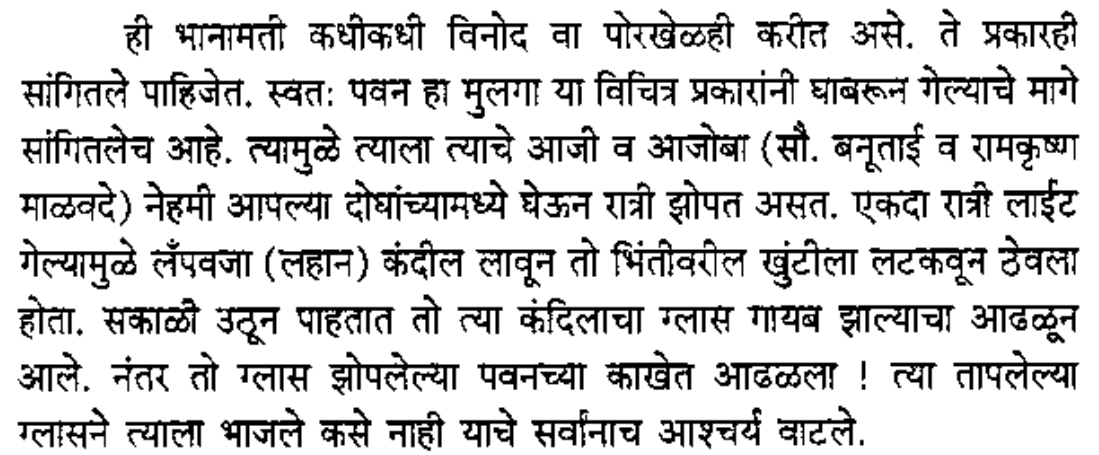 ही भानामती कधीकधी विनोद वा पोरखेळही करीत असे. ते प्रकारही
सांगितले पाहिजेत. स्वतः पवन हा मुलगा या विचित्र प्रकारांनी घाबरून गेल्याचे मागे
सांगितलेच आहे. त्यामुळे त्याला त्याचे आजी व आजोबा (सौ. बनूताई व रामकृष्ण
माळवदे) नेहमी आपल्या दोघांच्यामध्ये घेऊन रात्री झोपत असत. एकदा रात्री लाईट
गेल्यामुळे लँपवजा (लहान) कंदील लावून तो भिंतीवरील खुंटीला लटकवून ठेवला
होता. सकाळी उठून पाहतात तो त्या कंदिलाचा ग्लास गायब झाल्याचा आढळून
आले. नंतर तो ग्लास झोपलेल्या पवनच्या काखेत आढळला ! त्या तापलेल्या
ग्लासने त्याला भाजले कसे नाही याचे सर्वांनाच आश्चर्य वाटले.